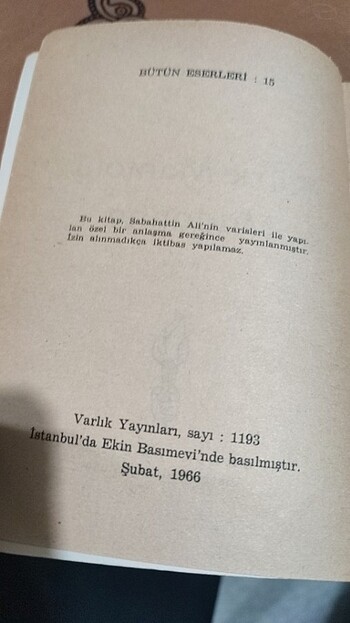 BÜTÜN ESERLERİ : 15
Bu kitap, Sabahattin Ali'nin varisleri ile yapı.
lan özel bir anlaşma gereğince yayınlanmıştır.
İzin alınmadıkça iktibas yapılamaz.
Varlık Yayınları, sayı : 1193
İstanbul'da Ekin Basımevi'nde basılmıştır.
Şubat, 1966